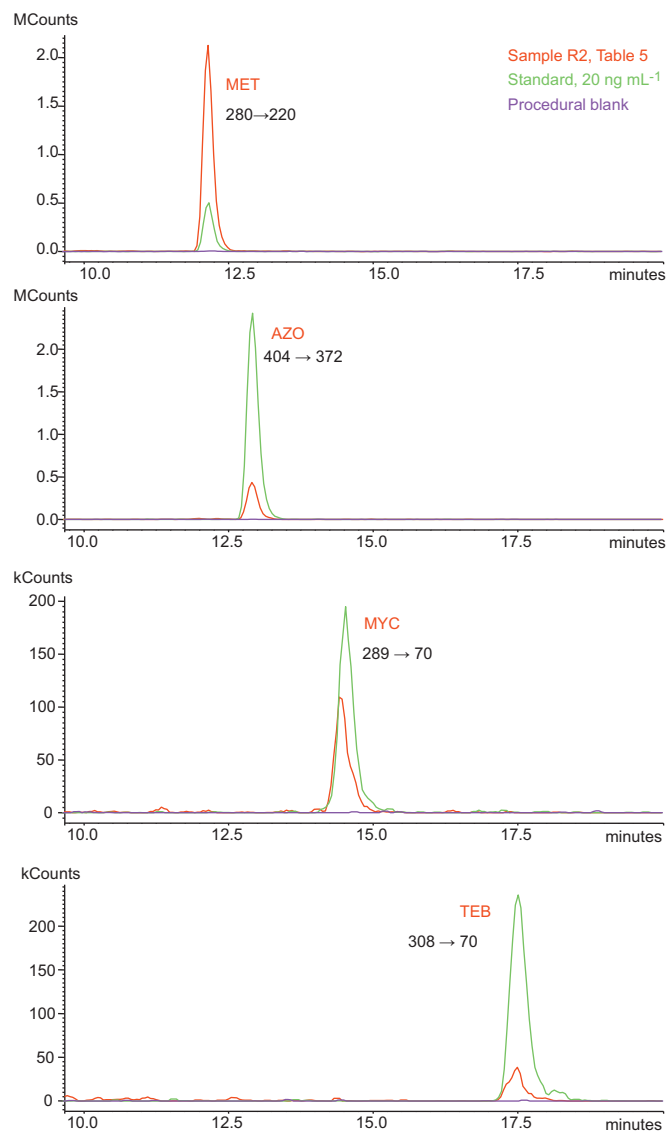 MCounts
2.0
1.5
1.0
0.5
0.0
MET
280→220
Sample R2, Table 5
Standard, 20 ng mL-1
Procedural blank
10.0 12.5 15.0 17.5 minutes
MCounts
2.0
1.5
1.0
0.5
0.0
AZO
404 → 372
10.0 12.5 15.0 17.5 minutes
kCounts
200
150
100
50
0
MYC
289 → 70
10.0 12.5 15.0 17.5 minutes
kCounts
200
150
100
50
0
TEB
308 → 70
10.0 12.5 15.0 17.5 minutes